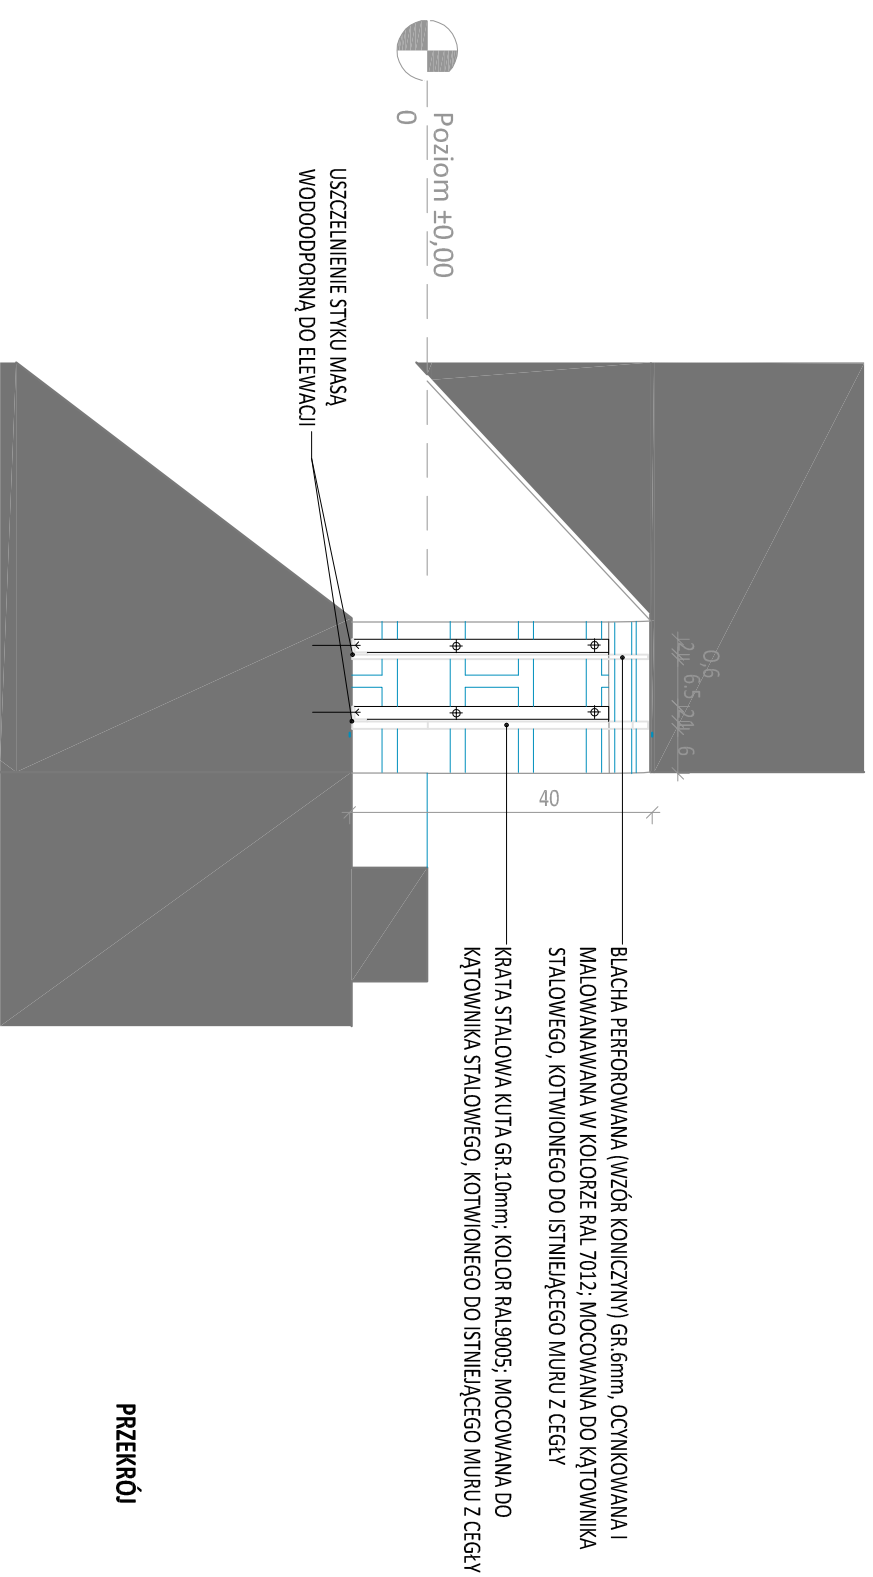 Poziom ±0,00
0
USZCZELNIENIE STYKU MASĄ
WODOODPORNĄ DO ELEWACJI
0,6
6.5
6
40
BLACHA PERFOROWANA (WZÓR KONICZYNY) GR.6mm, OCYNKOWANA I
MALOWANAWANA W KOLORZE RAL 7012; MOCOWANA DO KĄTOWNIKA
STALOWEGO, KOTWIONEGO DO ISTNIEJĄCEGO MURU Z CEGŁY
KRATA STALOWA KUTA GR.10mm; KOLOR RAL9005; MOCOWANA DO
KĄTOWNIKA STALOWEGO, KOTWIONEGO DO ISTNIEJĄCEGO MURU Z CEGŁY
PRZEKRÓJ